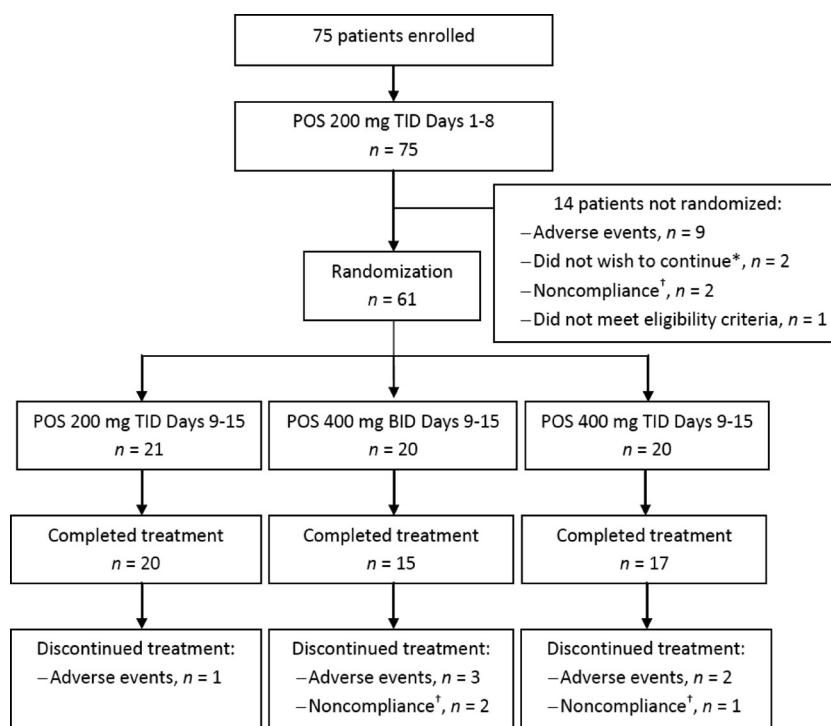 75 patients enrolled
POS 200 mg TID Days 1-8
n = 75
14 patients not randomized:
–Adverse events, n = 9
–Did not wish to continue*, n = 2
–Noncompliance†, n = 2
–Did not meet eligibility criteria, n = 1
Randomization
n = 61
POS 200 mg TID Days 9-15
n = 21
POS 400 mg BID Days 9-15
n = 20
POS 400 mg TID Days 9-15
n = 20
Completed treatment
n = 20
Completed treatment
n = 15
Completed treatment
n = 17
Discontinued treatment:
–Adverse events, n = 1
Discontinued treatment:
–Adverse events, n = 3
–Noncompliance†, n = 2
Discontinued treatment:
–Adverse events, n = 2
–Noncompliance†, n = 1